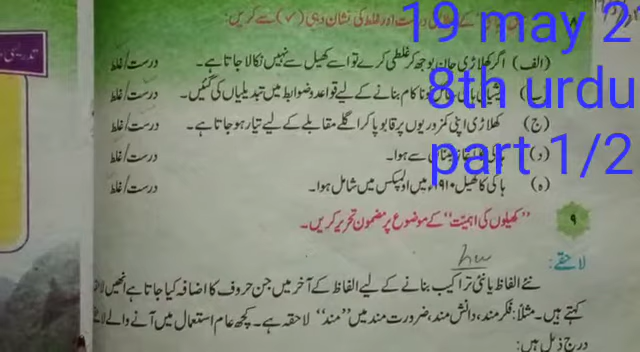 19 may 2
8th urdu
part 1/2
۸ درست اور غلط کی نشان دہی (✓) سے کریں:
(الف) اگر کھلاڑی جان بوجھ کر غلطی کرے تو اسے کھیل سے نہیں نکالا جاتا ہے۔ درست/غلط
ناکام بنانے کے لیے قواعد و ضوابط میں تبدیلیاں کی گئیں۔ درست/غلط
(ج) کھلاڑی اپنی کمزوریوں پر قابو پا کر اگلے مقابلے کے لیے تیار ہو جاتا ہے۔ درست/غلط
(د) سے ہوا۔ درست/غلط
(ہ) ہاکی کا کھیل ۱۹۱۰ء میں اولمپکس میں شامل ہوا۔ درست/غلط
۹ "کھیلوں کی اہمیت" کے موضوع پر مضمون تحریر کریں۔
لاحقے: h.w
نئے الفاظ یا نئی تراکیب بنانے کے لیے الفاظ کے آخر میں جن حروف کا اضافہ کیا جاتا ہے انھیں
کہتے ہیں۔ مثلاً: فکر مند، دانش مند، ضرورت مند میں "مند" لاحقہ ہے۔ کچھ عام استعمال میں آنے والے
درج ذیل ہیں: